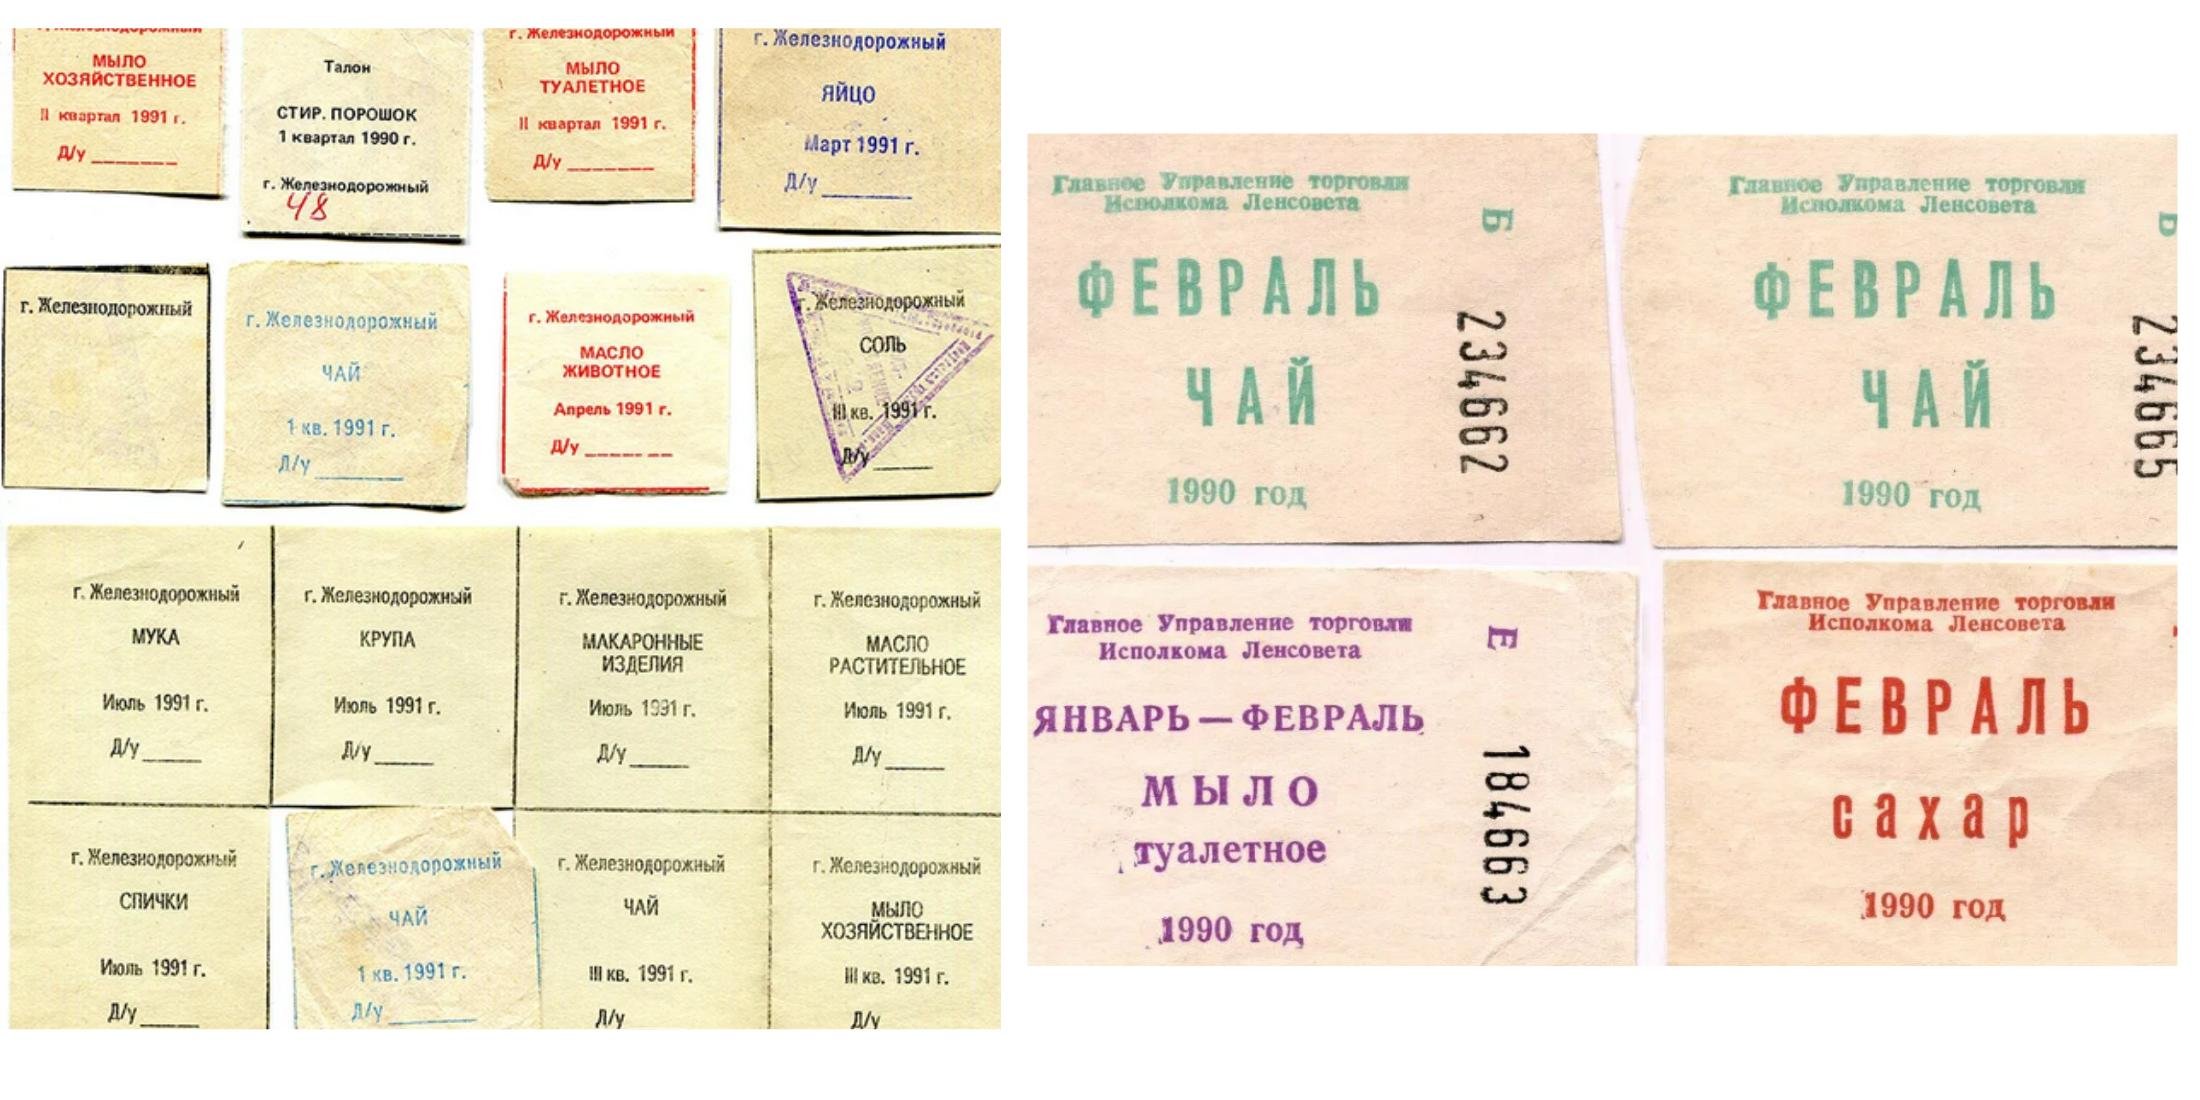 г. Железнодорожный
МЫЛО
ХОЗЯЙСТВЕННОЕ
II квартал 1991 г.
Д/у
Талон
СТИР. ПОРОШОК
1 квартал 1990 г.
г. Железнодорожный
48
г. Железнодорожный
МЫЛО
ТУАЛЕТНОЕ
II квартал 1991 г.
Д/у
г. Железнодорожный
ЯЙЦО
Март 1991 г.
Д/у
г. Железнодорожный
г. Железнодорожный
ЧАЙ
1 кв. 1991 г.
Д/у
г. Железнодорожный
МАСЛО
ЖИВОТНОЕ
Апрель 1991 г.
Д/у
г. Железнодорожный
СОЛЬ
III кв. 1991 г.
Д/у
г. Железнодорожный
МУКА
Июль 1991 г.
Д/у
г. Железнодорожный
КРУПА
Июль 1991 г.
Д/у
г. Железнодорожный
МАКАРОННЫЕ
ИЗДЕЛИЯ
Июль 1991 г.
Д/у
г. Железнодорожный
МАСЛО
РАСТИТЕЛЬНОЕ
Июль 1991 г.
Д/у
г. Железнодорожный
СПИЧКИ
Июль 1991 г.
Д/у
г. Железнодорожный
ЧАЙ
1 кв. 1991 г.
Д/у
г. Железнодорожный
ЧАЙ
III кв. 1991 г.
Д/у
г. Железнодорожный
МЫЛО
ХОЗЯЙСТВЕННОЕ
III кв. 1991 г.
Д/у
Главное Управление торговли
Исполкома Ленсовета
Б
ФЕВРАЛЬ
ЧАЙ
1990 год
234662
Главное Управление торговли
Исполкома Ленсовета
Б
ФЕВРАЛЬ
ЧАЙ
1990 год
234665
Главное Управление торговли
Исполкома Ленсовета
Е
ЯНВАРЬ — ФЕВРАЛЬ
МЫЛО
туалетное
1990 год
184663
Главное Управление торговли
Исполкома Ленсовета
ФЕВРАЛЬ
сахар
1990 год